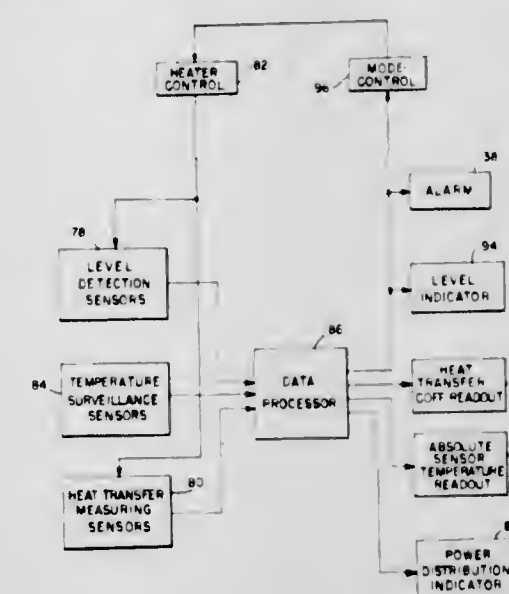 HEATER
CONTROL
82
MODE
CONTROL
96
38
ALARM
78
LEVEL
DETECTION
SENSORS
94
LEVEL
INDICATOR
86
DATA
PROCESSOR
84
TEMPERATURE
SURVEILLANCE
SENSORS
HEAT
TRANSFER
COFF READOUT
80
HEAT TRANSFER
MEASURING
SENSORS
ABSOLUTE
SENSOR
TEMPERATURE
READOUT
POWER
DISTRIBUTION
INDICATOR